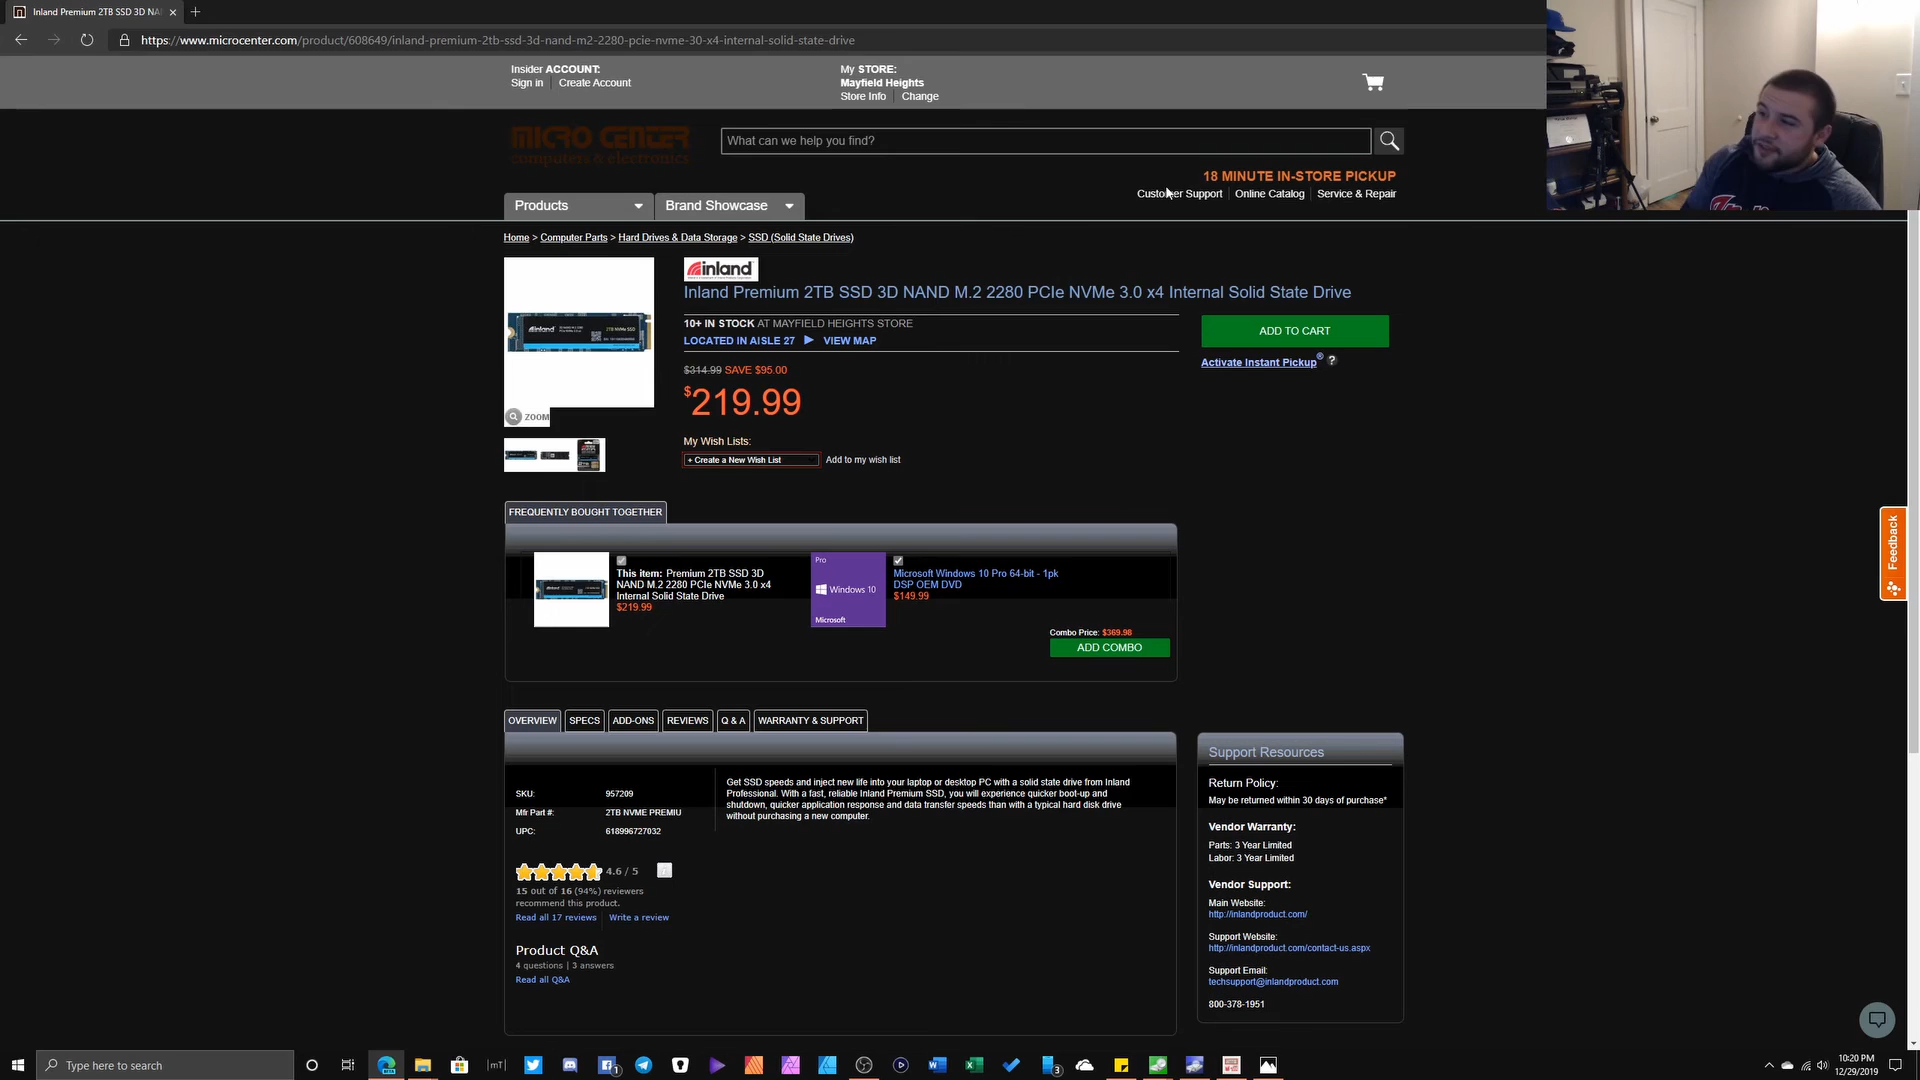 Inland Premium 2TB SSD 3D NA
https://www.microcenter.com/product/608649/inland-premium-2tb-ssd-3d-nand-m2-2280-pcie-nvme-30-x4-internal-solid-state-drive
Insider ACCOUNT:
Sign in | Create Account
My STORE:
Mayfield Heights
Store Info | Change
MICRO CENTER
computers & electronics
What can we help you find?
18 MINUTE IN-STORE PICKUP
Customer Support | Online Catalog | Service & Repair
Products
Brand Showcase
Home > Computer Parts > Hard Drives & Data Storage > SSD (Solid State Drives)
inland
Inland Premium 2TB SSD 3D NAND M.2 2280 PCIe NVMe 3.0 x4 Internal Solid State Drive
10+ IN STOCK AT MAYFIELD HEIGHTS STORE
LOCATED IN AISLE 27 ▶ VIEW MAP
ADD TO CART
Activate Instant Pickup® ?
$314.99 SAVE $95.00
$219.99
ZOOM
My Wish Lists:
+ Create a New Wish List
Add to my wish list
FREQUENTLY BOUGHT TOGETHER
This item: Premium 2TB SSD 3D
NAND M.2 2280 PCIe NVMe 3.0 x4
Internal Solid State Drive
$219.99
Pro
Windows 10
Microsoft
Microsoft Windows 10 Pro 64-bit - 1pk
DSP OEM DVD
$149.99
Combo Price: $369.98
ADD COMBO
Feedback
OVERVIEW
SPECS
ADD-ONS
REVIEWS
Q & A
WARRANTY & SUPPORT
SKU: 957209
Mfr Part #: 2TB NVME PREMIU
UPC: 618996727032
Get SSD speeds and inject new life into your laptop or desktop PC with a solid state drive from Inland
Professional. With a fast, reliable Inland Premium SSD, you will experience quicker boot-up and
shutdown, quicker application response and data transfer speeds than with a typical hard disk drive
without purchasing a new computer.
4.6 / 5
15 out of 16 (94%) reviewers
recommend this product.
Read all 17 reviews | Write a review
Product Q&A
4 questions | 3 answers
Read all Q&A
Support Resources
Return Policy:
May be returned within 30 days of purchase*
Vendor Warranty:
Parts: 3 Year Limited
Labor: 3 Year Limited
Vendor Support:
Main Website:
http://inlandproduct.com/
Support Website:
http://inlandproduct.com/contact-us.aspx
Support Email:
techsupport@inlandproduct.com
800-378-1951
Type here to search
mT
10:20 PM
12/29/2019